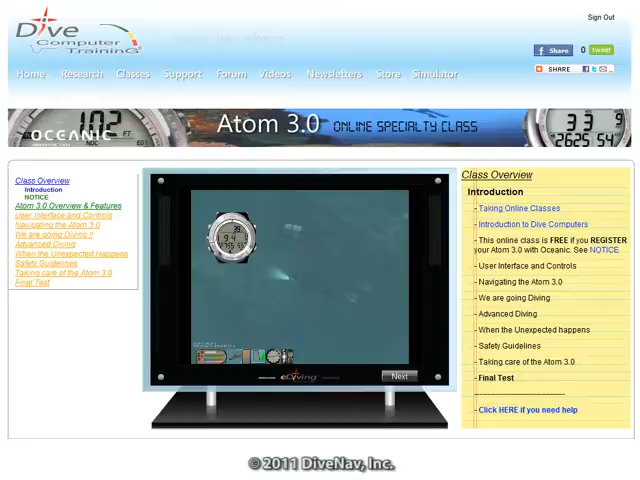 Dive
Computer
Training
Sign Out
Share
0
tweet
Home
Research
Classes
Support
Forum
Videos
Newsletters
Store
Simulator
SHARE
OCEANIC
102 FT
NDC
EDT
Atom 3.0 ONLINE SPECIALTY CLASS
Class Overview
Introduction
NOTICE
Atom 3.0 Overview & Features
User Interface and Controls
Navigating the Atom 3.0
We are going Diving !!
Advanced Diving
When the Unexpected Happens
Safety Guidelines
Taking care of the Atom 3.0
Final Test
eDiving
Next
Class Overview
Introduction
- Taking Online Classes
- Introduction to Dive Computers
- This online class is FREE if you REGISTER
your Atom 3.0 with Oceanic. See NOTICE
- User Interface and Controls
- Navigating the Atom 3.0
- We are going Diving
- Advanced Diving
- When the Unexpected happens
- Safety Guidelines
- Taking care of the Atom 3.0
- Final Test
- Click HERE if you need help
© 2011 DiveNav, Inc.